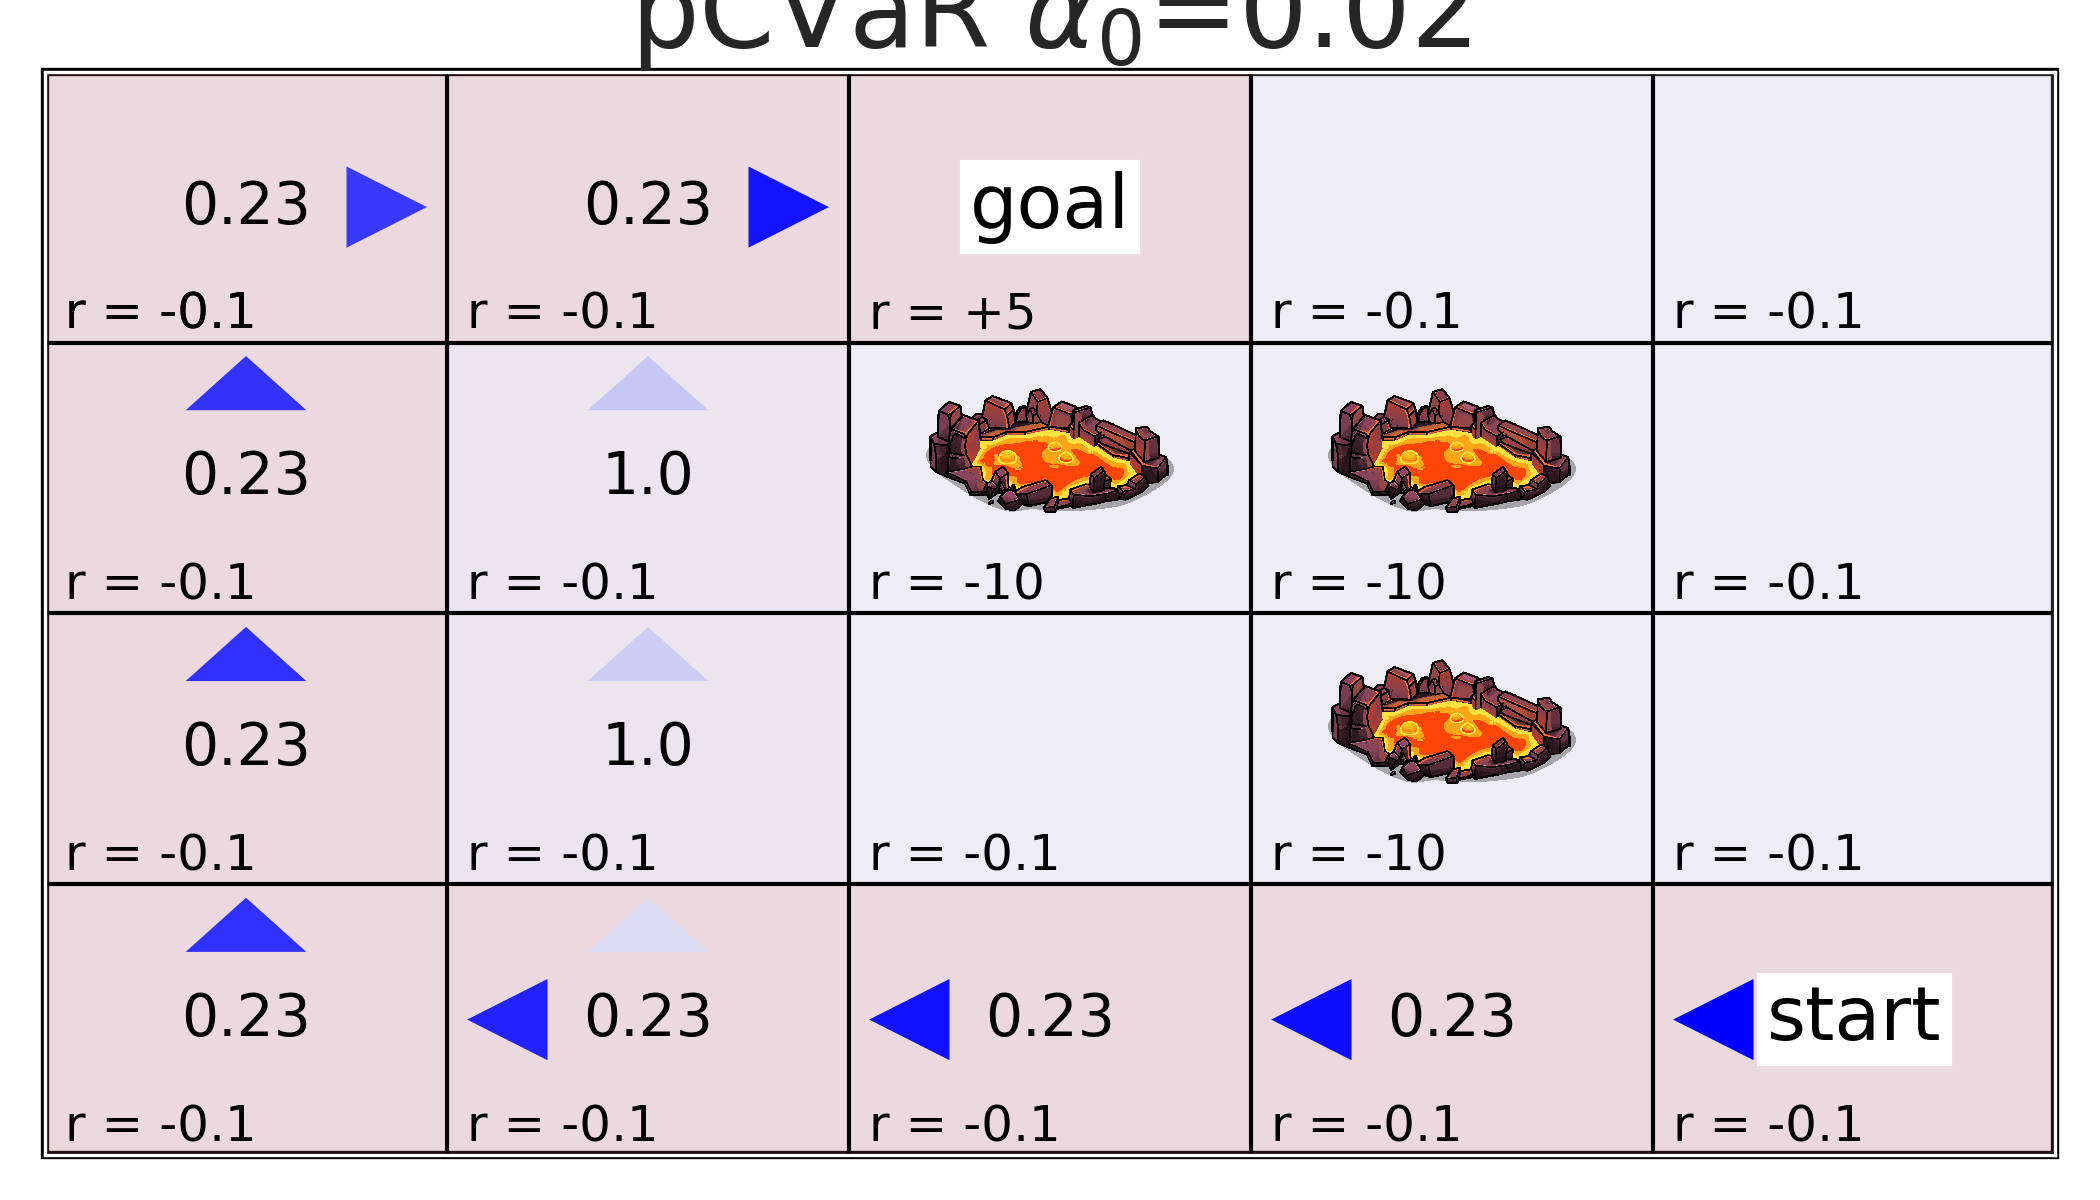 pCVaR α₀=0.02
0.23 0.23 goal
r = -0.1 r = -0.1 r = +5 r = -0.1 r = -0.1
0.23 1.0
r = -0.1 r = -0.1 r = -10 r = -10 r = -0.1
0.23 1.0
r = -0.1 r = -0.1 r = -0.1 r = -10 r = -0.1
0.23 0.23 0.23 0.23 start
r = -0.1 r = -0.1 r = -0.1 r = -0.1 r = -0.1